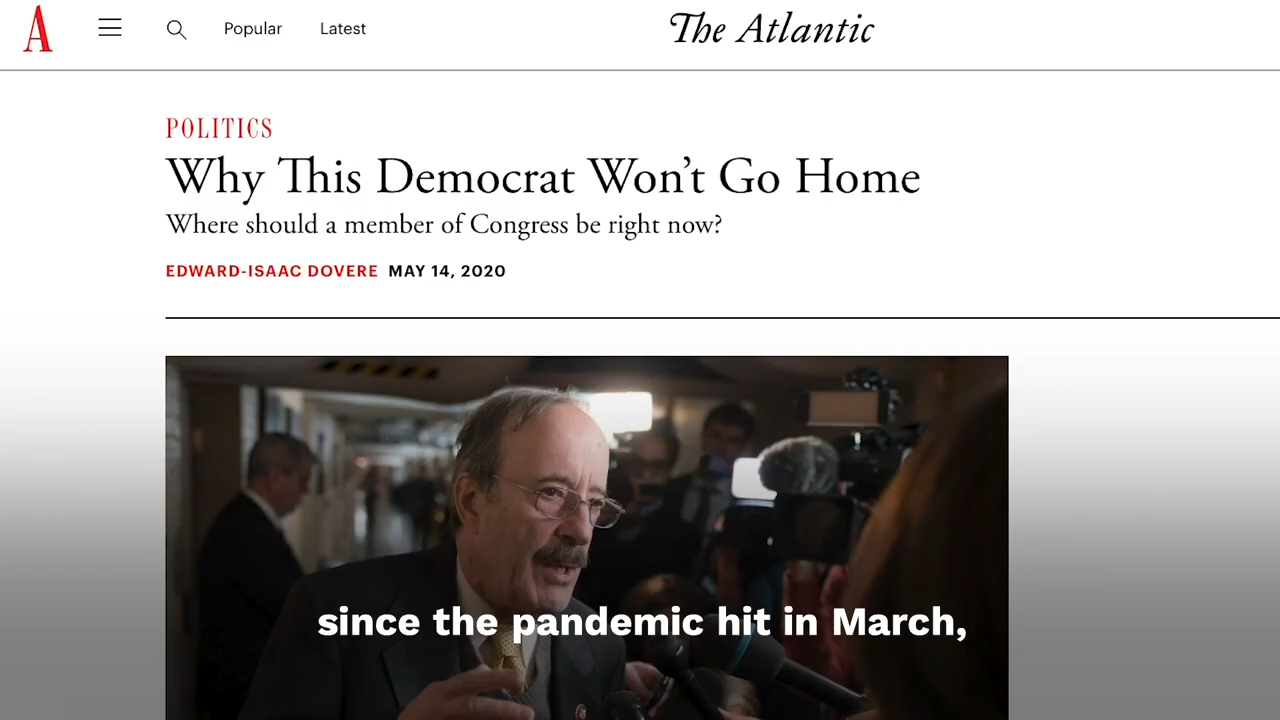 A
Popular
Latest
The Atlantic
POLITICS
Why This Democrat Won’t Go Home
Where should a member of Congress be right now?
EDWARD-ISAAC DOVERE MAY 14, 2020
since the pandemic hit in March,